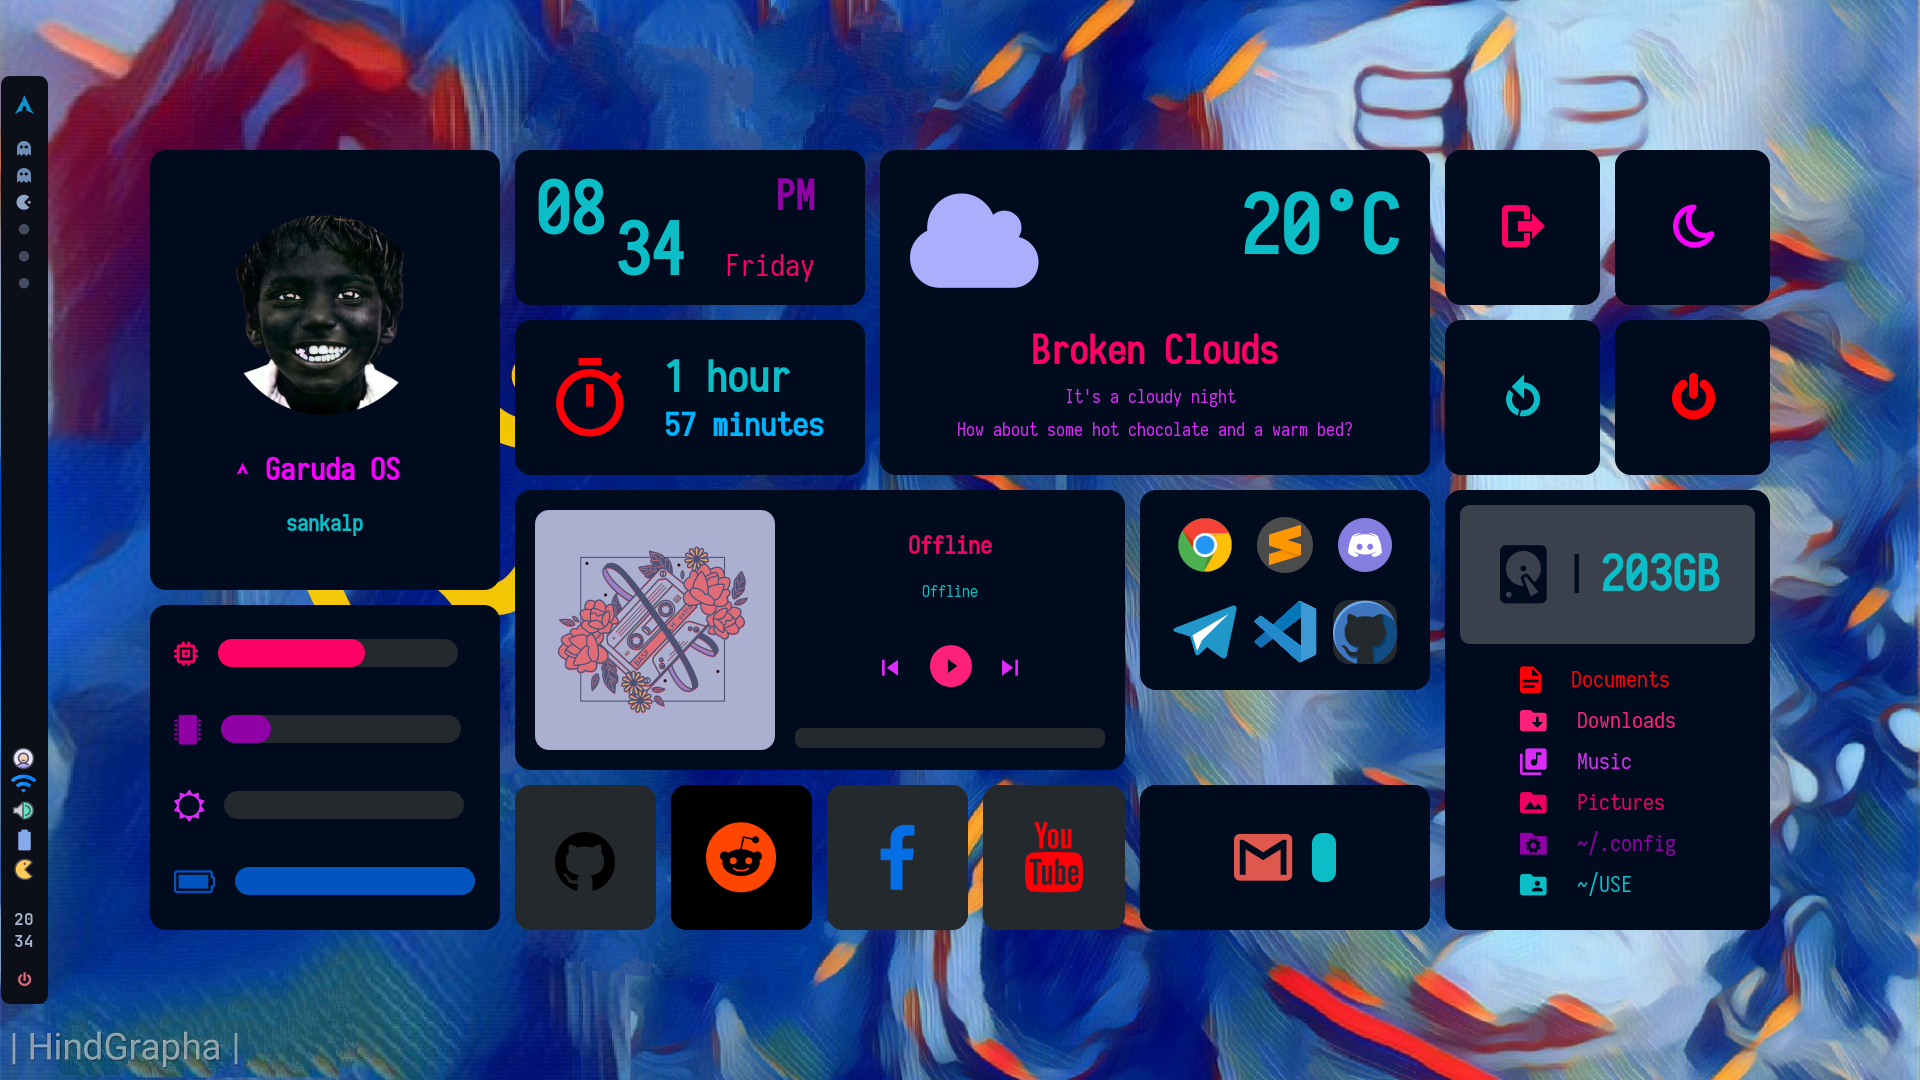 08
34
PM
Friday
20°C
1 hour
57 minutes
Broken Clouds
It's a cloudy night
How about some hot chocolate and a warm bed?
Garuda OS
sankalp
Offline
Offline
BASF
| 203GB
Documents
Downloads
Music
Pictures
~/.config
~/USE
You
Tube
20
34
| HindGrapha |